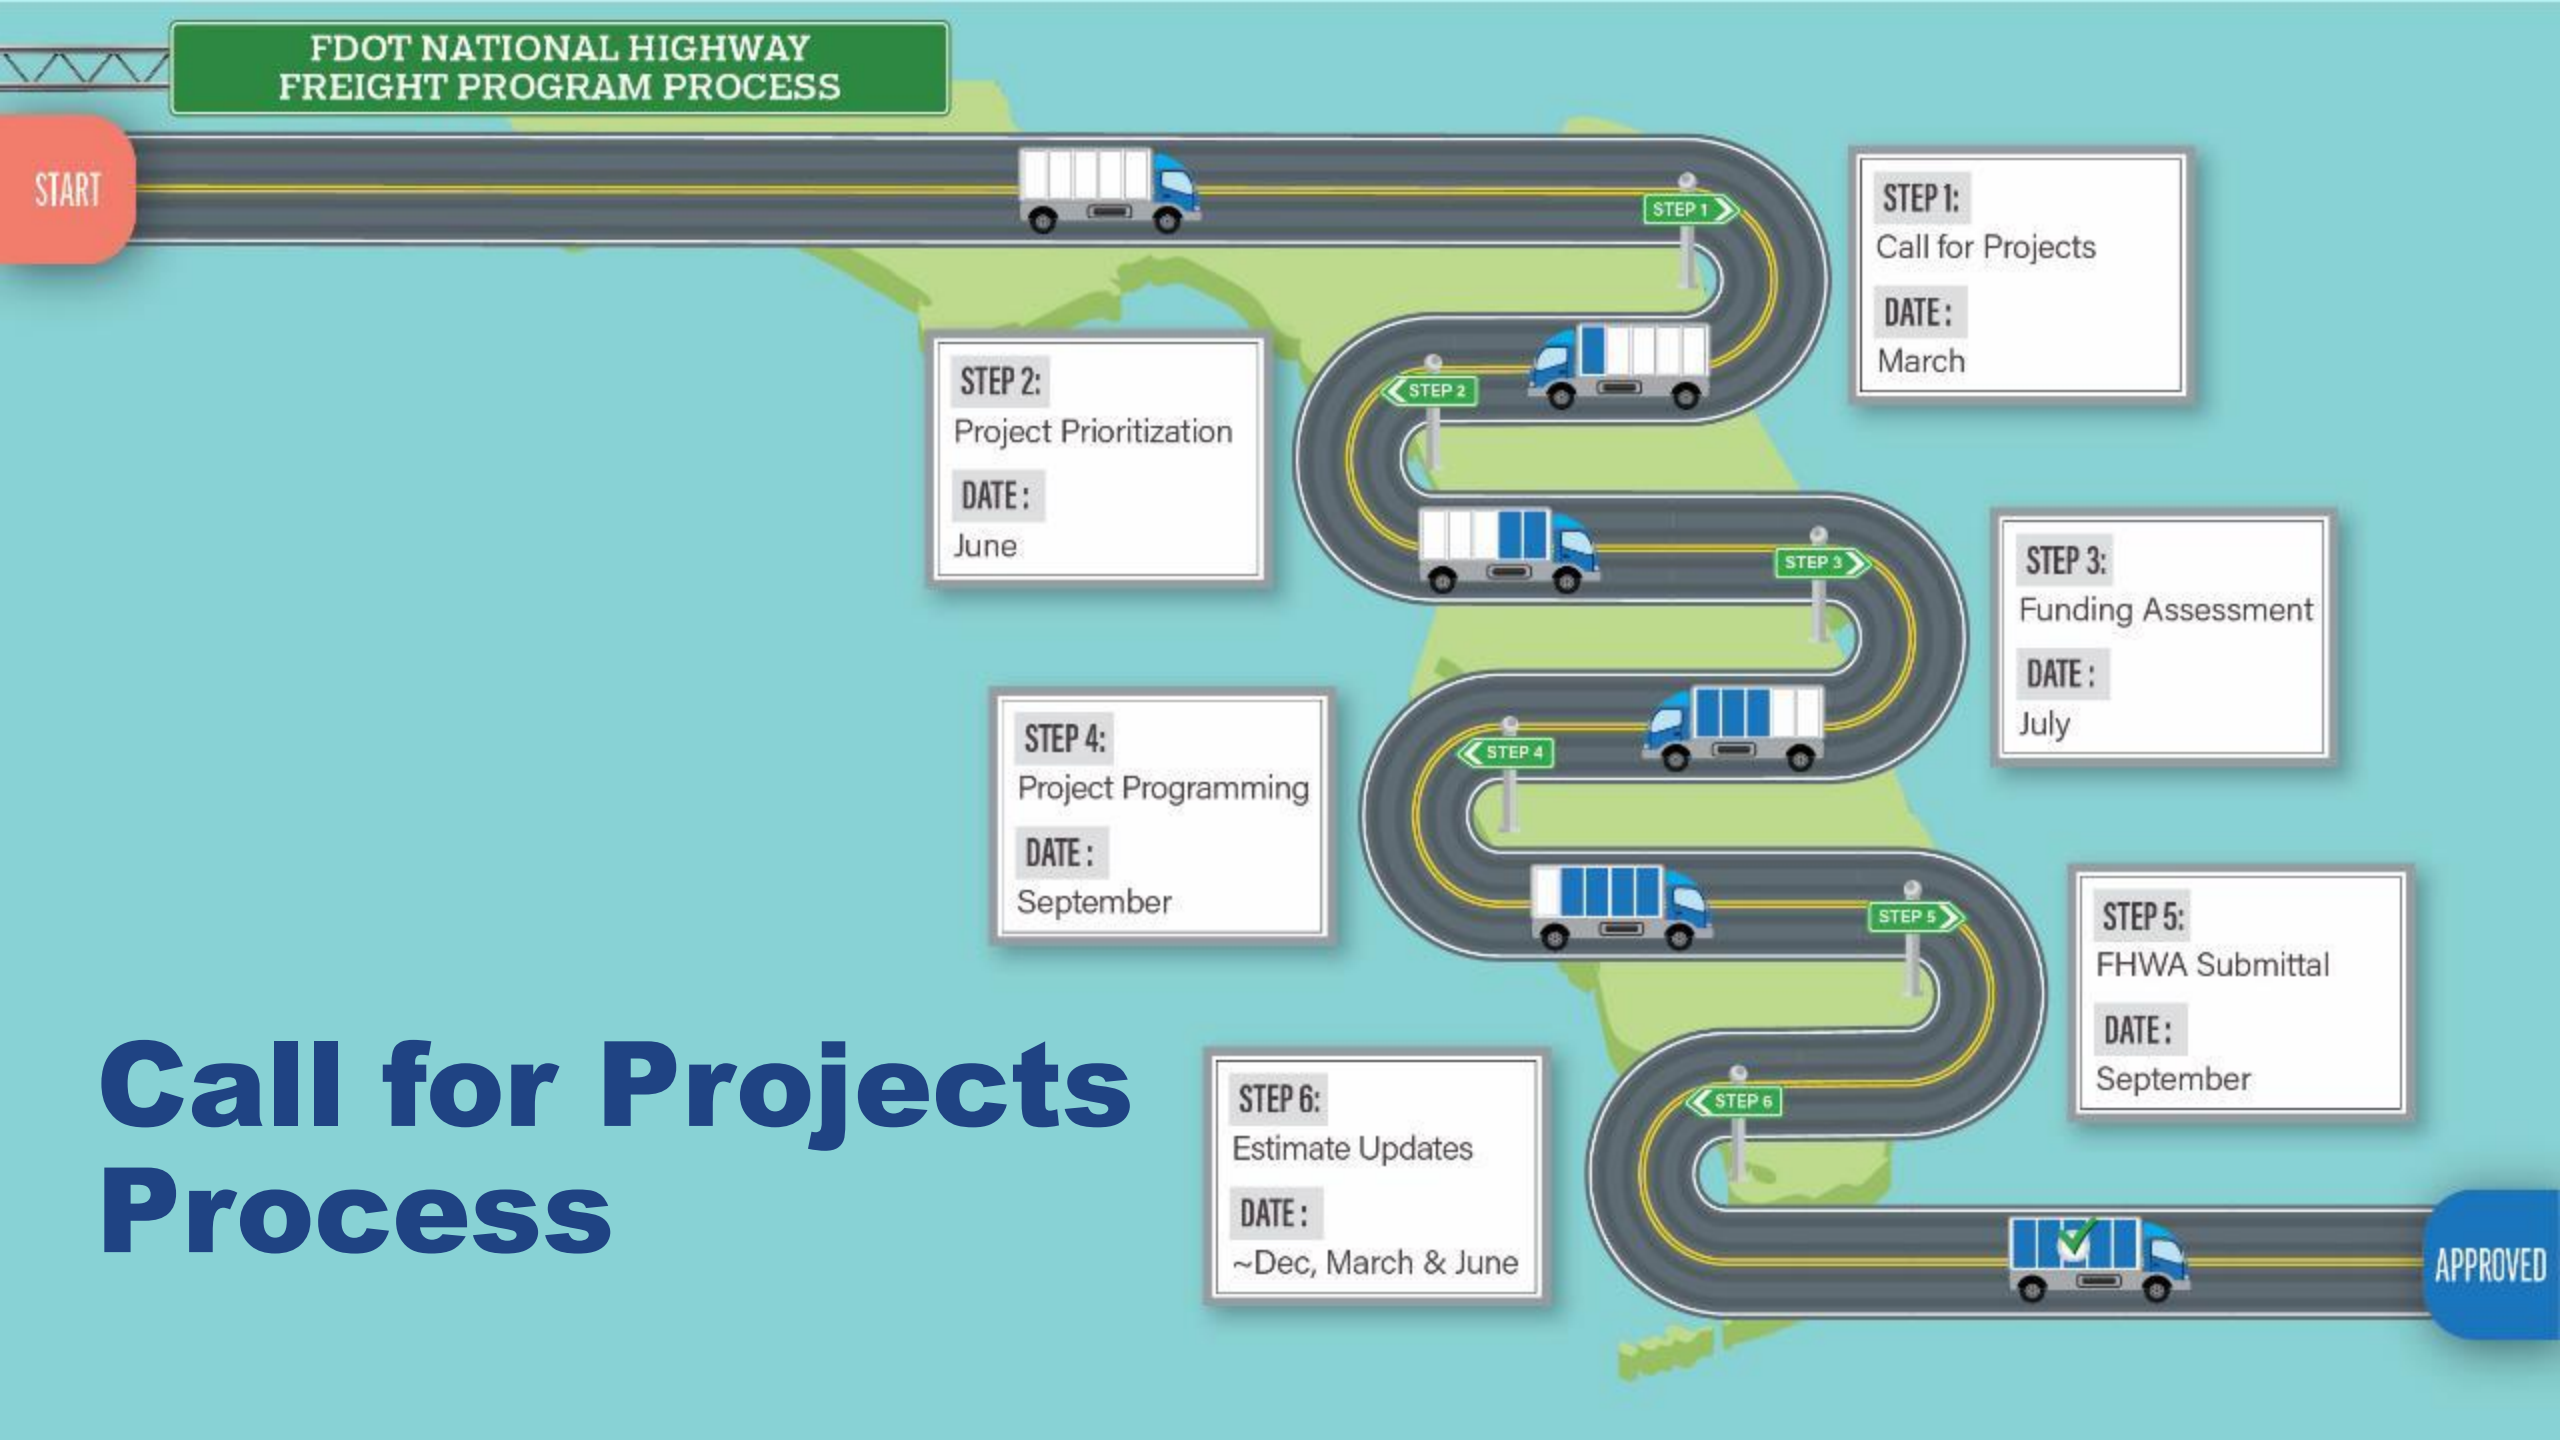 FDOT NATIONAL HIGHWAY
FREIGHT PROGRAM PROCESS
START
STEP 1
STEP 1:
Call for Projects
DATE :
March
STEP 2
STEP 2:
Project Prioritization
DATE :
June
STEP 3
STEP 3:
Funding Assessment
DATE :
July
STEP 4
STEP 4:
Project Programming
DATE :
September
STEP 5
STEP 5:
FHWA Submittal
DATE :
September
STEP 6
STEP 6:
Estimate Updates
DATE :
~Dec, March & June
APPROVED
Call for Projects
Process